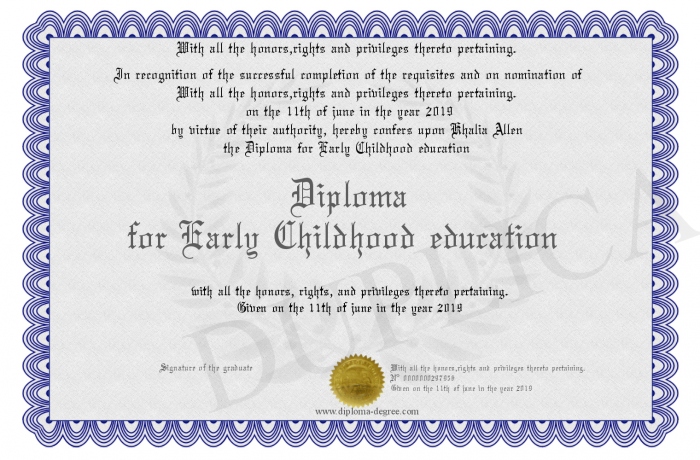 With all the honors,rights and privileges thereto pertaining.
In recognition of the successful completion of the requisites and on nomination of
With all the honors,rights and privileges thereto pertaining.
on the 11th of june in the year 2019
by virtue of their authority, hereby confers upon Khalia Allen
the Diploma for Early Childhood education
Diploma
for Early Childhood education
with all the honors, rights, and privileges thereto pertaining.
Given on the 11th of june in the year 2019
Signature of the graduate
With all the honors,rights and privileges thereto pertaining.
Given on the 11th of june in the year 2019
www.diploma-degree.com
DUPLICA